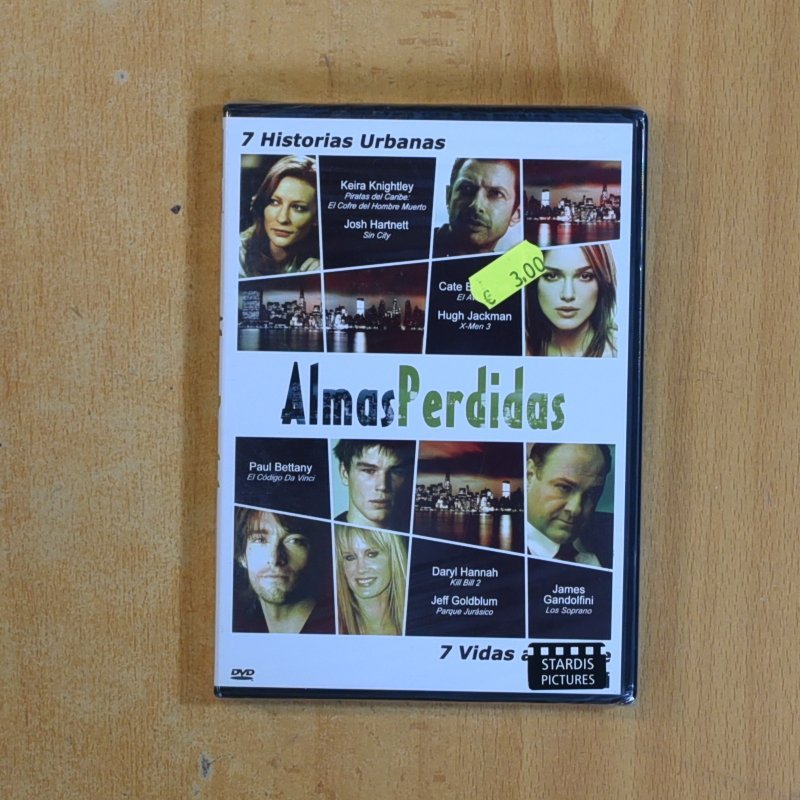 7 Historias Urbanas
Keira Knightley
Piratas del Caribe:
El Cofre del Hombre Muerto
Josh Hartnett
Sin City
€ 3,00
Cate
El
Hugh Jackman
X-Men 3
AlmasPerdidas
Paul Bettany
El Código Da Vinci
Daryl Hannah
Kill Bill 2
Jeff Goldblum
Parque Jurásico
James
Gandolfini
Los Soprano
7 Vidas
STARDIS
PICTURES
DVD